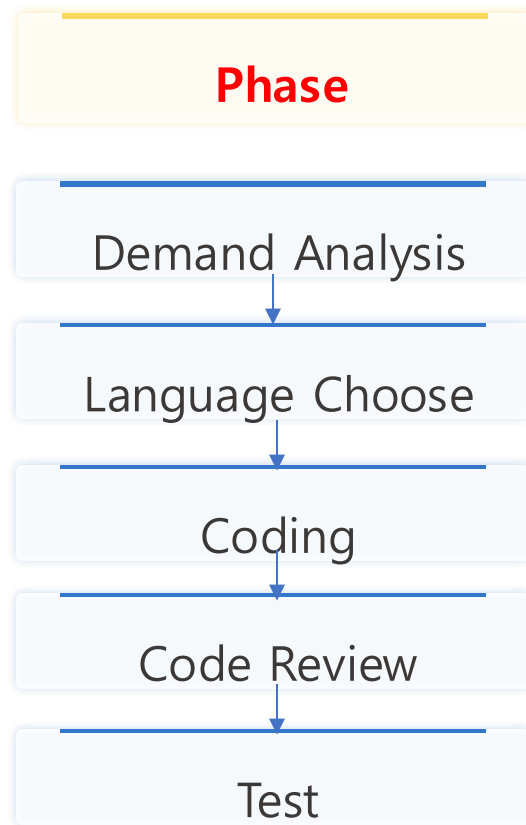 Phase
Demand Analysis
Language Choose
Coding
Code Review
Test